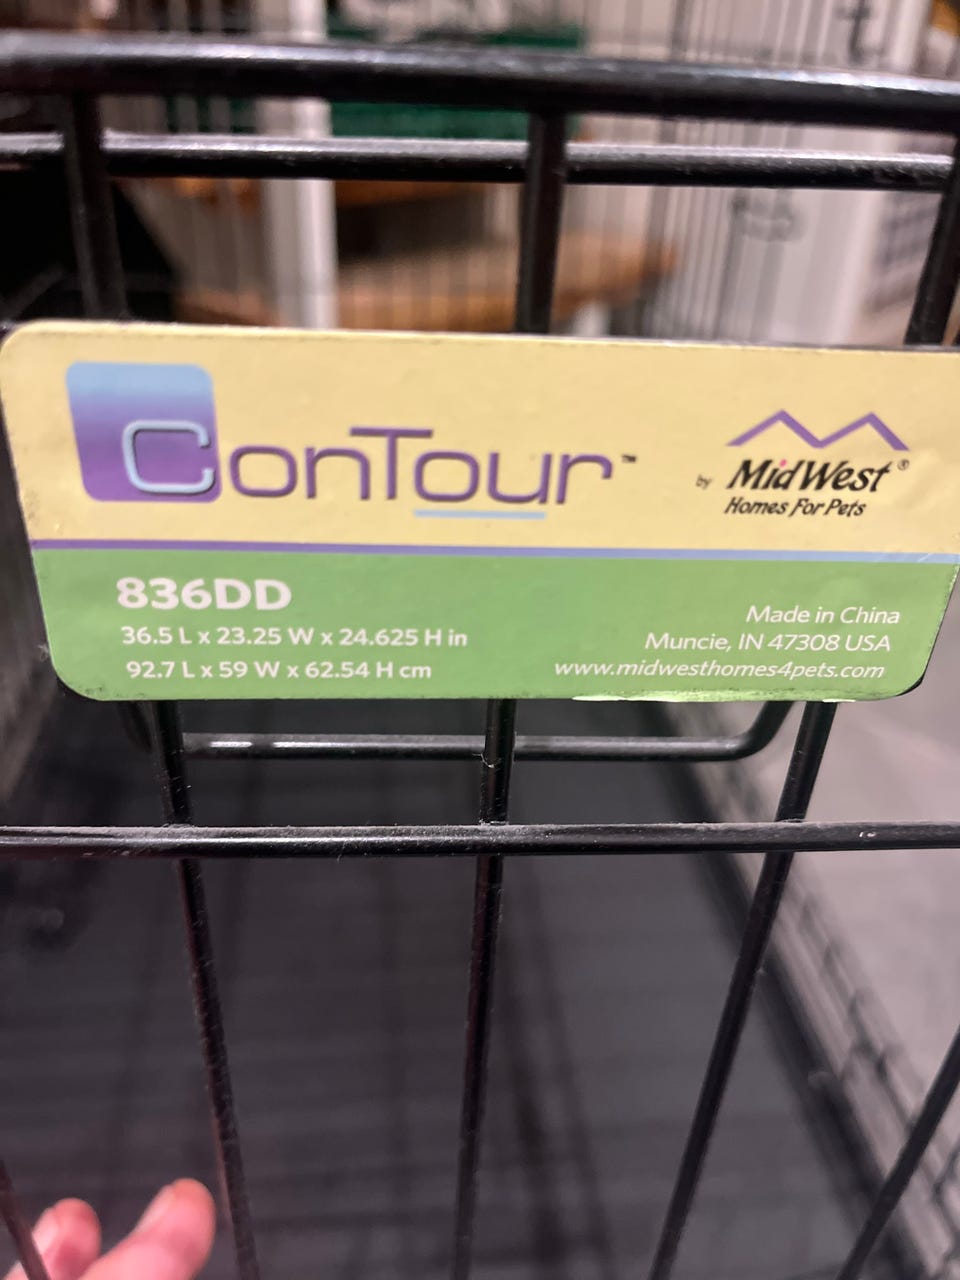 ConTour™
by MidWest®
Homes For Pets
836DD
36.5 L x 23.25 W x 24.625 H in
92.7 L x 59 W x 62.54 H cm
Made in China
Muncie, IN 47308 USA
www.midwesthomes4pets.com